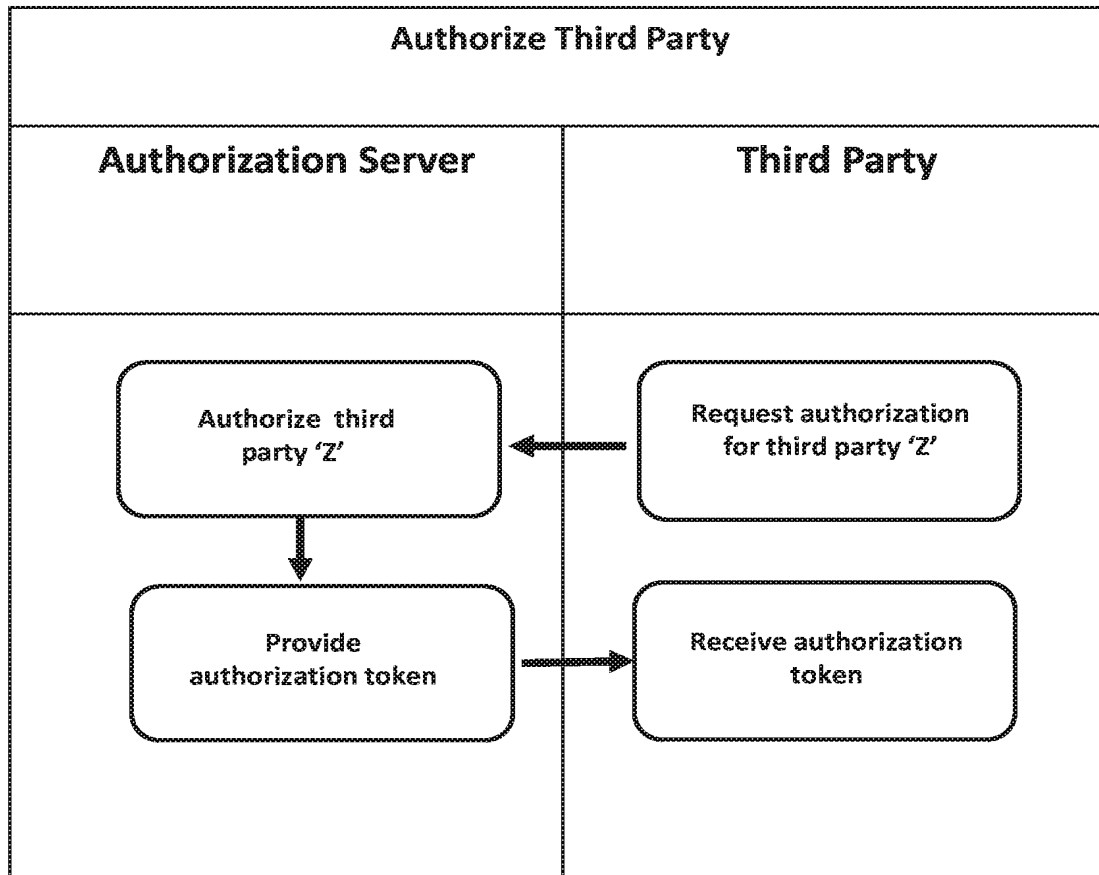 Authorize Third Party
Authorization Server
Third Party
Authorize third
party ‘Z’
Request authorization
for third party ‘Z’
Provide
authorization token
Receive authorization
token